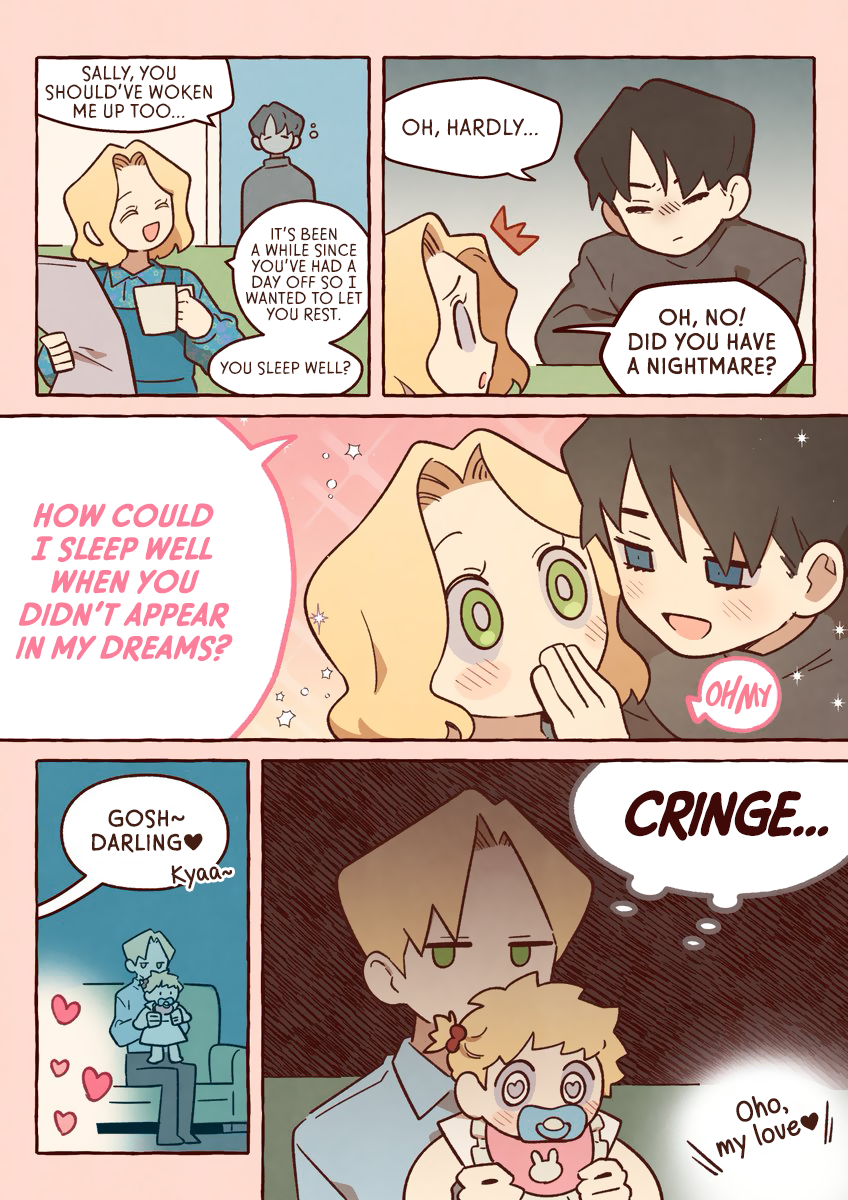 SALLY, YOU
SHOULD'VE WOKEN
ME UP TOO...
IT'S BEEN
A WHILE SINCE
YOU'VE HAD A
DAY OFF SO I
WANTED TO LET
YOU REST.
YOU SLEEP WELL?
OH, HARDLY...
OH, NO!
DID YOU HAVE
A NIGHTMARE?
HOW COULD
I SLEEP WELL
WHEN YOU
DIDN'T APPEAR
IN MY DREAMS?
OH MY
GOSH~
DARLING♥
Kyaa~
CRINGE...
Oho,
my love♥